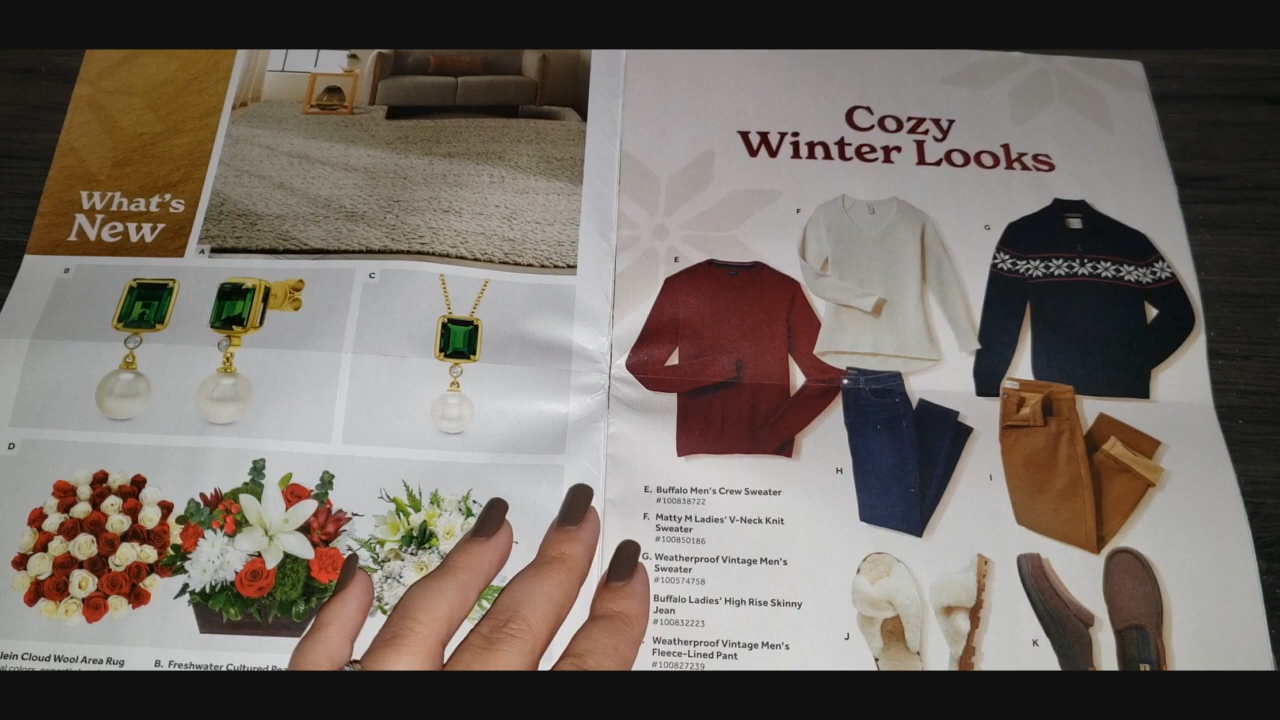 What's
New
A
B
C
D
lein Cloud Wool Area Rug
B. Freshwater Cultured
Cozy
Winter Looks
E
F
G
H
I
J
K
E. Buffalo Men's Crew Sweater
#100838722
F. Matty M Ladies' V-Neck Knit
Sweater
#100850186
G. Weatherproof Vintage Men's
Sweater
#100574758
Buffalo Ladies' High Rise Skinny
Jean
#100832223
Weatherproof Vintage Men's
Fleece-Lined Pant
#100827239